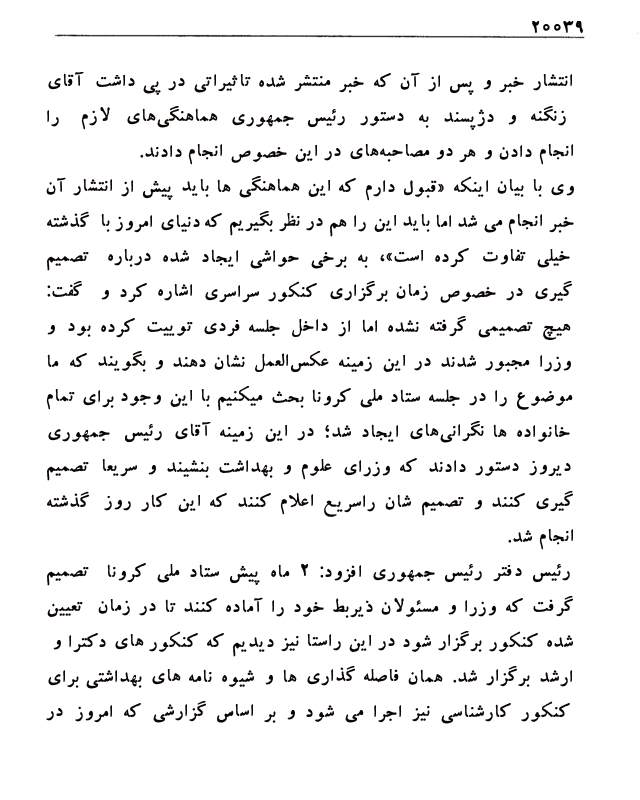 ۲۰۰۳۹
انتشار خبر و پس از آن که خبر منتشر شده تاثیراتی در پی داشت آقای
زنگنه و دژپسند به دستور رئیس جمهوری هماهنگی‌های لازم را
انجام دادن و هر دو مصاحبه‌های در این خصوص انجام دادند.
وی با بیان اینکه «قبول دارم که این هماهنگی ها باید پیش از انتشار آن
خبر انجام می شد اما باید این را هم در نظر بگیریم که دنیای امروز با گذشته
خیلی تفاوت کرده است»، به برخی حواشی ایجاد شده درباره تصمیم
گیری در خصوص زمان برگزاری کنکور سراسری اشاره کرد و گفت:
هیچ تصمیمی گرفته نشده اما از داخل جلسه فردی توییت کرده بود و
وزرا مجبور شدند در این زمینه عکس‌العمل نشان دهند و بگویند که ما
موضوع را در جلسه ستاد ملی کرونا بحث میکنیم با این وجود برای تمام
خانواده ها نگرانی‌های ایجاد شد؛ در این زمینه آقای رئیس جمهوری
دیروز دستور دادند که وزرای علوم و بهداشت بنشیند و سریعا تصمیم
گیری کنند و تصمیم شان راسریع اعلام کنند که این کار روز گذشته
انجام شد.
رئیس دفتر رئیس جمهوری افزود: ۲ ماه پیش ستاد ملی کرونا تصمیم
گرفت که وزرا و مسئولان ذیربط خود را آماده کنند تا در زمان تعیین
شده کنکور برگزار شود در این راستا نیز دیدیم که کنکور های دکترا و
ارشد برگزار شد. همان فاصله گذاری ها و شیوه نامه های بهداشتی برای
کنکور کارشناسی نیز اجرا می شود و بر اساس گزارشی که امروز در